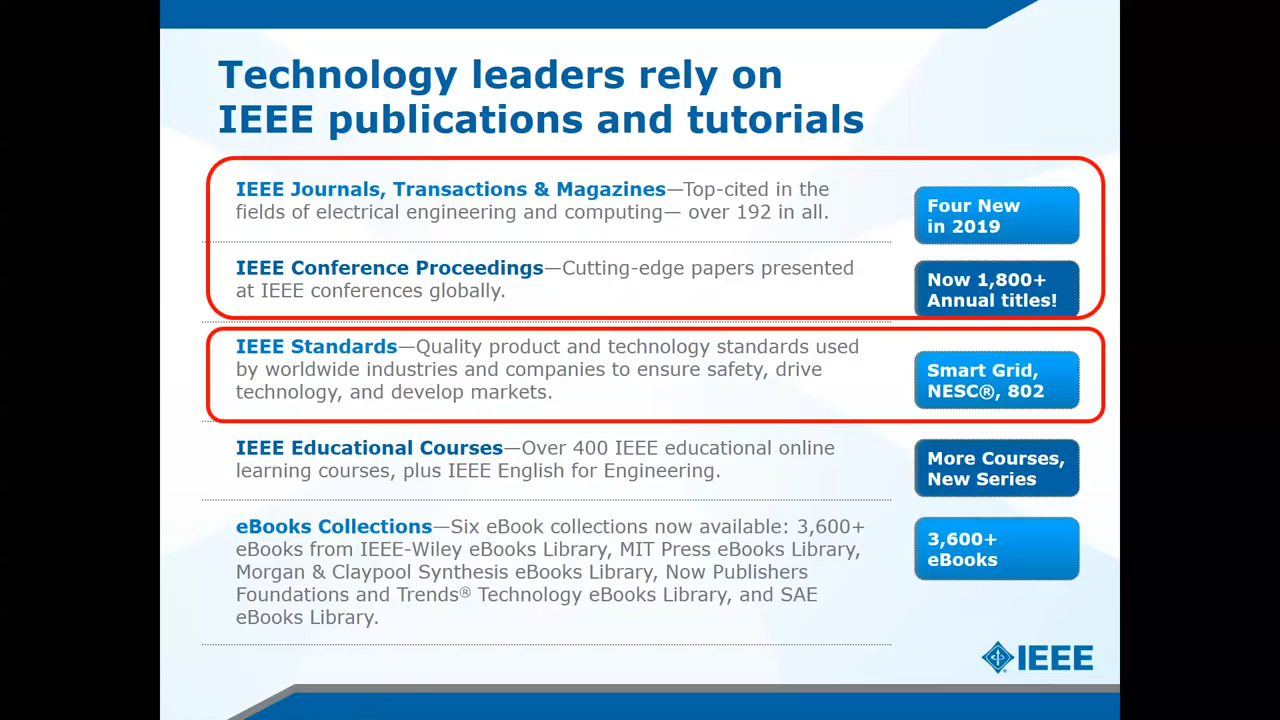 Technology leaders rely on
IEEE publications and tutorials
IEEE Journals, Transactions & Magazines—Top-cited in the
fields of electrical engineering and computing— over 192 in all.
Four New
in 2019
IEEE Conference Proceedings—Cutting-edge papers presented
at IEEE conferences globally.
Now 1,800+
Annual titles!
IEEE Standards—Quality product and technology standards used
by worldwide industries and companies to ensure safety, drive
technology, and develop markets.
Smart Grid,
NESC®, 802
IEEE Educational Courses—Over 400 IEEE educational online
learning courses, plus IEEE English for Engineering.
More Courses,
New Series
eBooks Collections—Six eBook collections now available: 3,600+
eBooks from IEEE-Wiley eBooks Library, MIT Press eBooks Library,
Morgan & Claypool Synthesis eBooks Library, Now Publishers
Foundations and Trends® Technology eBooks Library, and SAE
eBooks Library.
3,600+
eBooks
IEEE